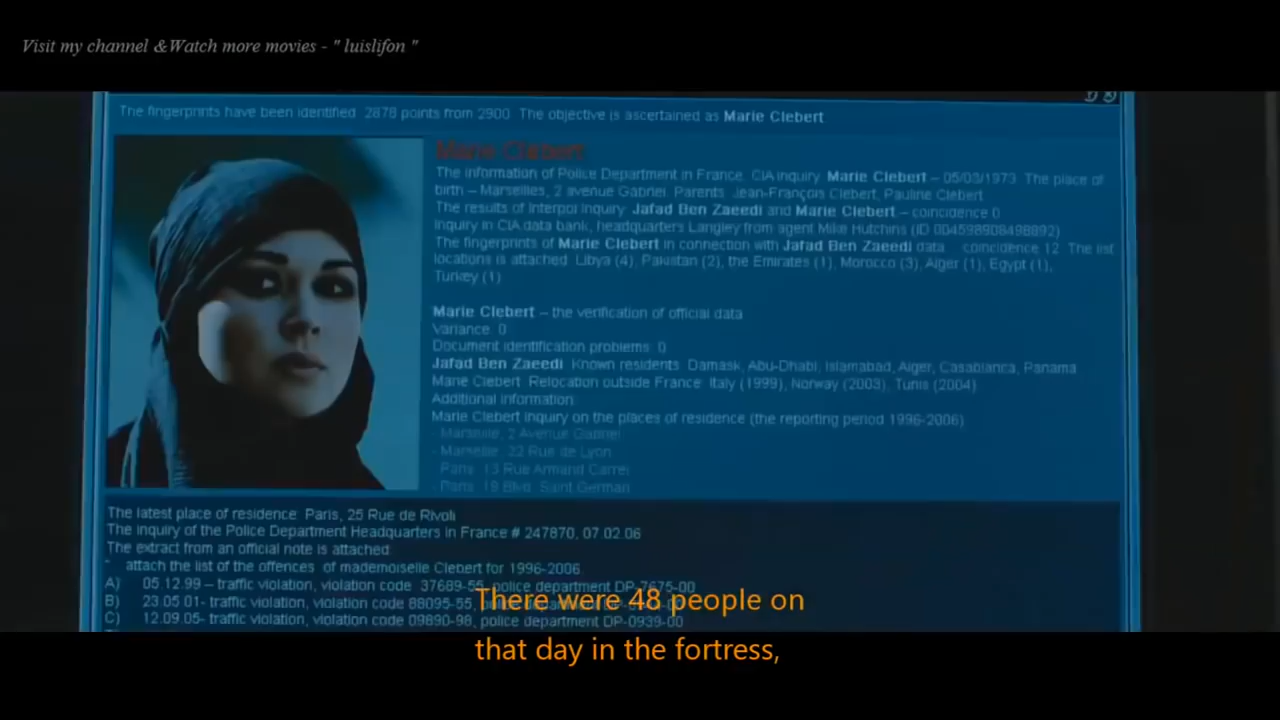 Visit my channel &Watch more movies - " luislifon "
The fingerprints have been identified 2878 points from 2900 The objective is ascertained as Marie Clebert
Marie Clebert
The information of Police Department in France, CIA inquiry Marie Clebert – 05/03/1973 The place of
birth – Marseilles, 2 avenue Gabriel. Parents Jean-François Clebert, Pauline Clebert
The results of Interpol inquiry Jafad Ben Zaeedi and Marie Clebert – coincidence 0
Inquiry in CIA data bank, headquarters Langley from agent Mike Hutchins (ID 004598908498892)
The fingerprints of Marie Clebert in connection with Jafad Ben Zaeedi data coincidence 12 The list
locations is attached Libya (4), Pakistan (2), the Emirates (1), Morocco (3), Alger (1), Egypt (1),
Turkey (1)
Marie Clebert – the verification of official data
Variance: 0
Document identification problems: 0
Jafad Ben Zaeedi Known residents Damask, Abu-Dhabi, Islamabad, Alger, Casabianca, Panama
Marie Clebert Relocation outside France Italy (1999), Norway (2003), Tunis (2004)
Additional information
Marie Clebert Inquiry on the places of residence (the reporting period 1996-2006)
- Marseille, 2 Avenue Gabriel
- Marseille, 22 Rue de Lyon
- Paris, 13 Rue Armand Carrel
- Paris, 19 Blvd. Saint German
The latest place of residence Paris, 25 Rue de Rivoli
The inquiry of the Police Department Headquarters in France # 247870, 07.02.06
The extract from an official note is attached
" attach the list of the offences of mademoiselle Clebert for 1996-2006
A) 05.12.99 – traffic violation, violation code 37689-55, police department DP-7675-00
B) 23.05.01- traffic violation, violation code 88095-55,
C) 12.09.05- traffic violation, violation code 09890-98, police department DP-0939-00
There were 48 people on
that day in the fortress,